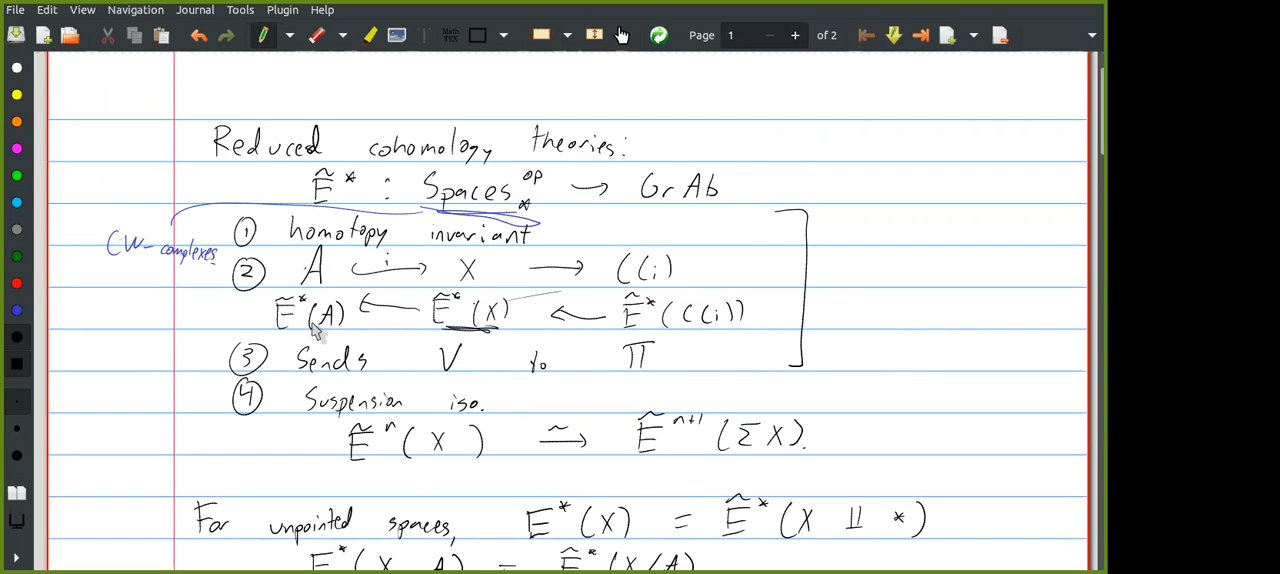 File Edit View Navigation Journal Tools Plugin Help
Page 1 of 2
Reduced cohomology theories:
Ẽ* : Spaces*^op → GrAb
① homotopy invariant
CW-complexes
② A ↪^i X → C(i)
Ẽ*(A) ← Ẽ*(X) ← Ẽ*(C(i))
③ Sends V to Π
④ Suspension iso.
Ẽ^n(X) ⥲ Ẽ^{n+1}(ΣX).
For unpointed spaces, E*(X) = Ẽ*(X ⨿ *)
E*(X, A) = Ẽ*(X/A)